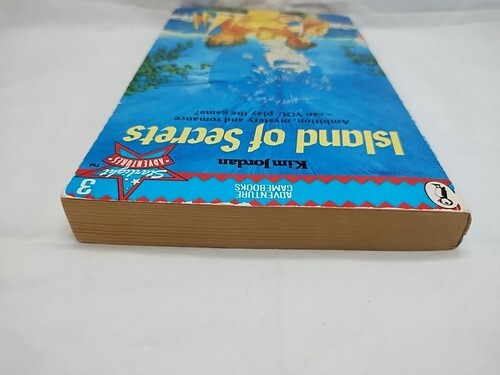 ADVENTURE
GAMEBOOKS
3
Starlight
ADVENTURES
TM
Kim Jordan
Island of Secrets
Ambition, mystery and romance
– can YOU play the game?